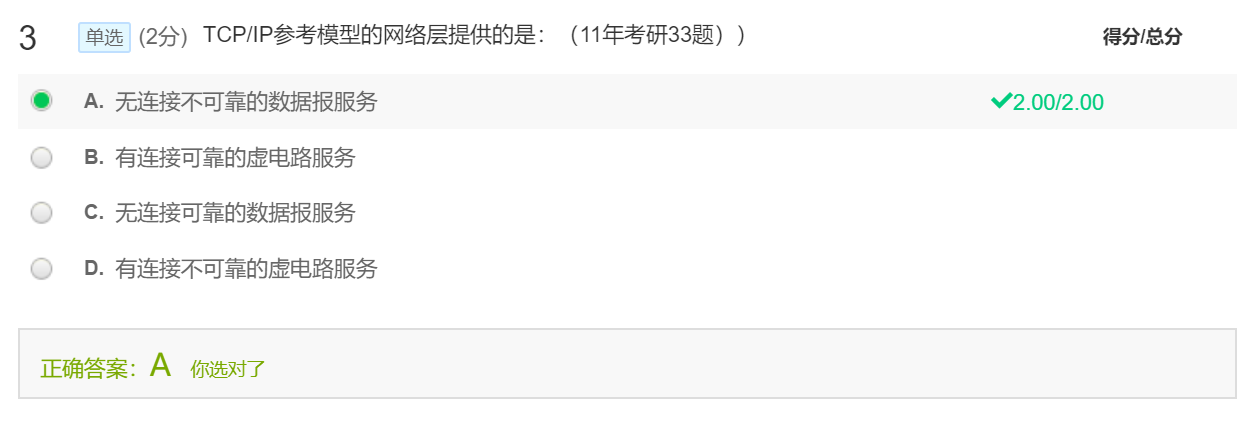 3 单选 (2分) TCP/IP参考模型的网络层提供的是：（11年考研33题）) 得分/总分
A. 无连接不可靠的数据报服务 2.00/2.00
B. 有连接可靠的虚电路服务
C. 无连接可靠的数据报服务
D. 有连接不可靠的虚电路服务
正确答案：A 你选对了